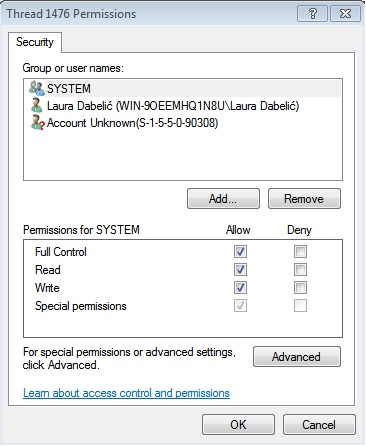 Thread 1476 Permissions
Security
Group or user names:
SYSTEM
Laura Dabelić (WIN-9OEEMHQ1N8U\Laura Dabelić)
Account Unknown(S-1-5-5-0-90308)
Add...
Remove
Permissions for SYSTEM
Allow
Deny
Full Control
Read
Write
Special permissions
For special permissions or advanced settings,
click Advanced.
Advanced
Learn about access control and permissions
OK
Cancel